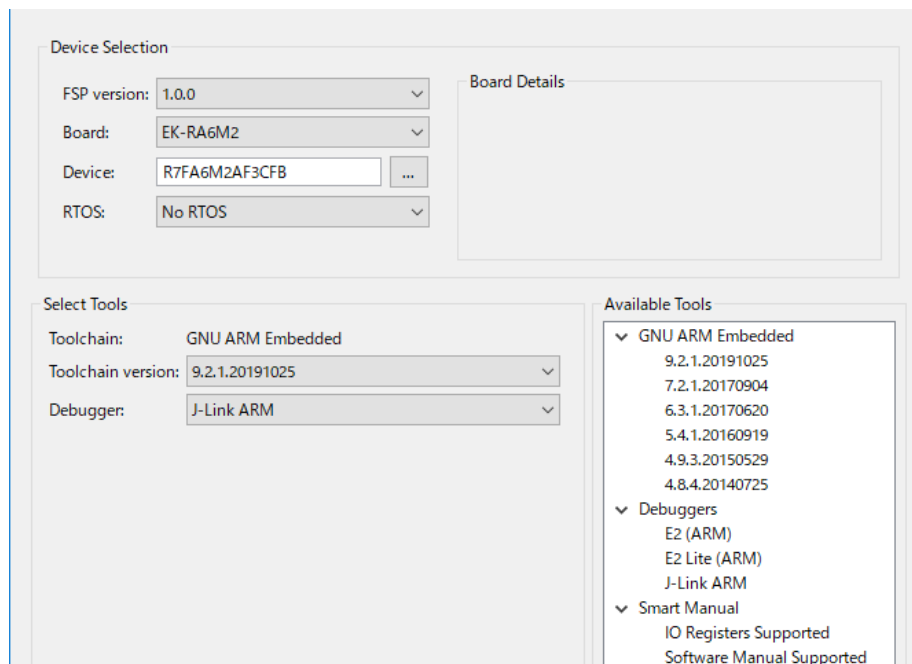 Device Selection
FSP version: 1.0.0
Board: EK-RA6M2
Device: R7FA6M2AF3CFB ...
RTOS: No RTOS
Board Details
Select Tools
Toolchain: GNU ARM Embedded
Toolchain version: 9.2.1.20191025
Debugger: J-Link ARM
Available Tools
GNU ARM Embedded
9.2.1.20191025
7.2.1.20170904
6.3.1.20170620
5.4.1.20160919
4.9.3.20150529
4.8.4.20140725
Debuggers
E2 (ARM)
E2 Lite (ARM)
J-Link ARM
Smart Manual
IO Registers Supported
Software Manual Supported